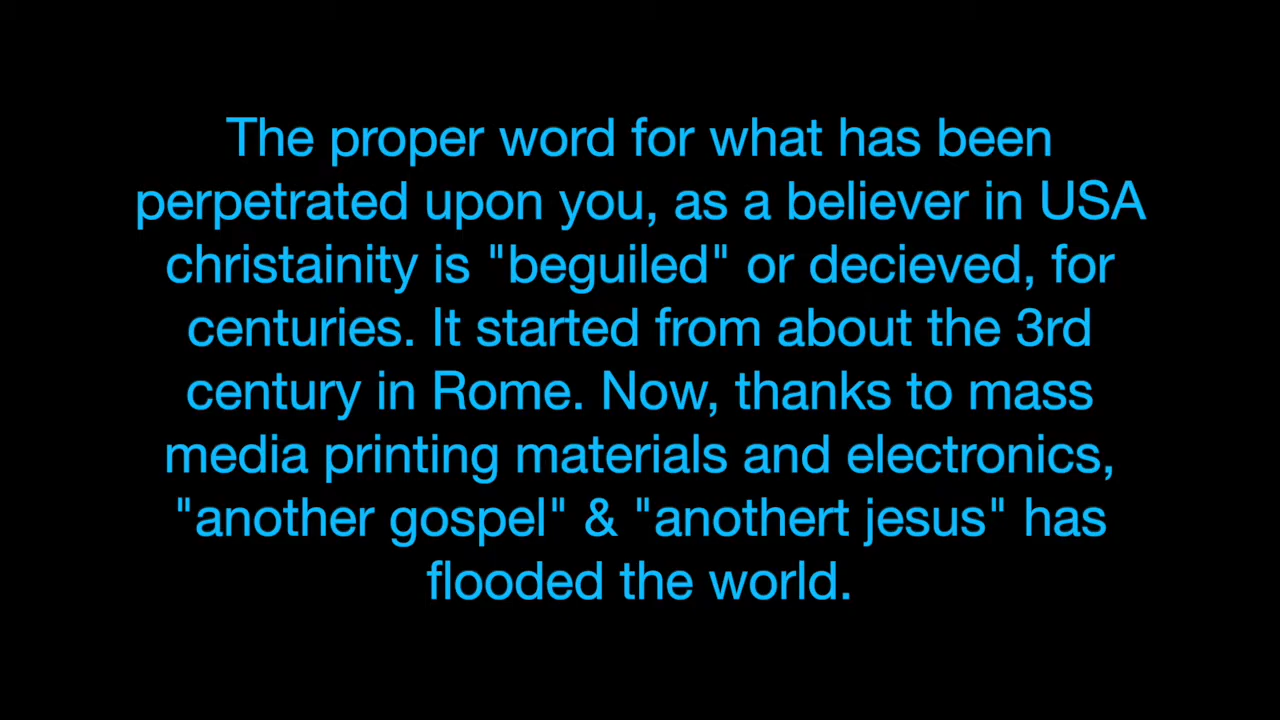 The proper word for what has been
perpetrated upon you, as a believer in USA
christainity is "beguiled" or decieved, for
centuries. It started from about the 3rd
century in Rome. Now, thanks to mass
media printing materials and electronics,
"another gospel" & "anothert jesus" has
flooded the world.